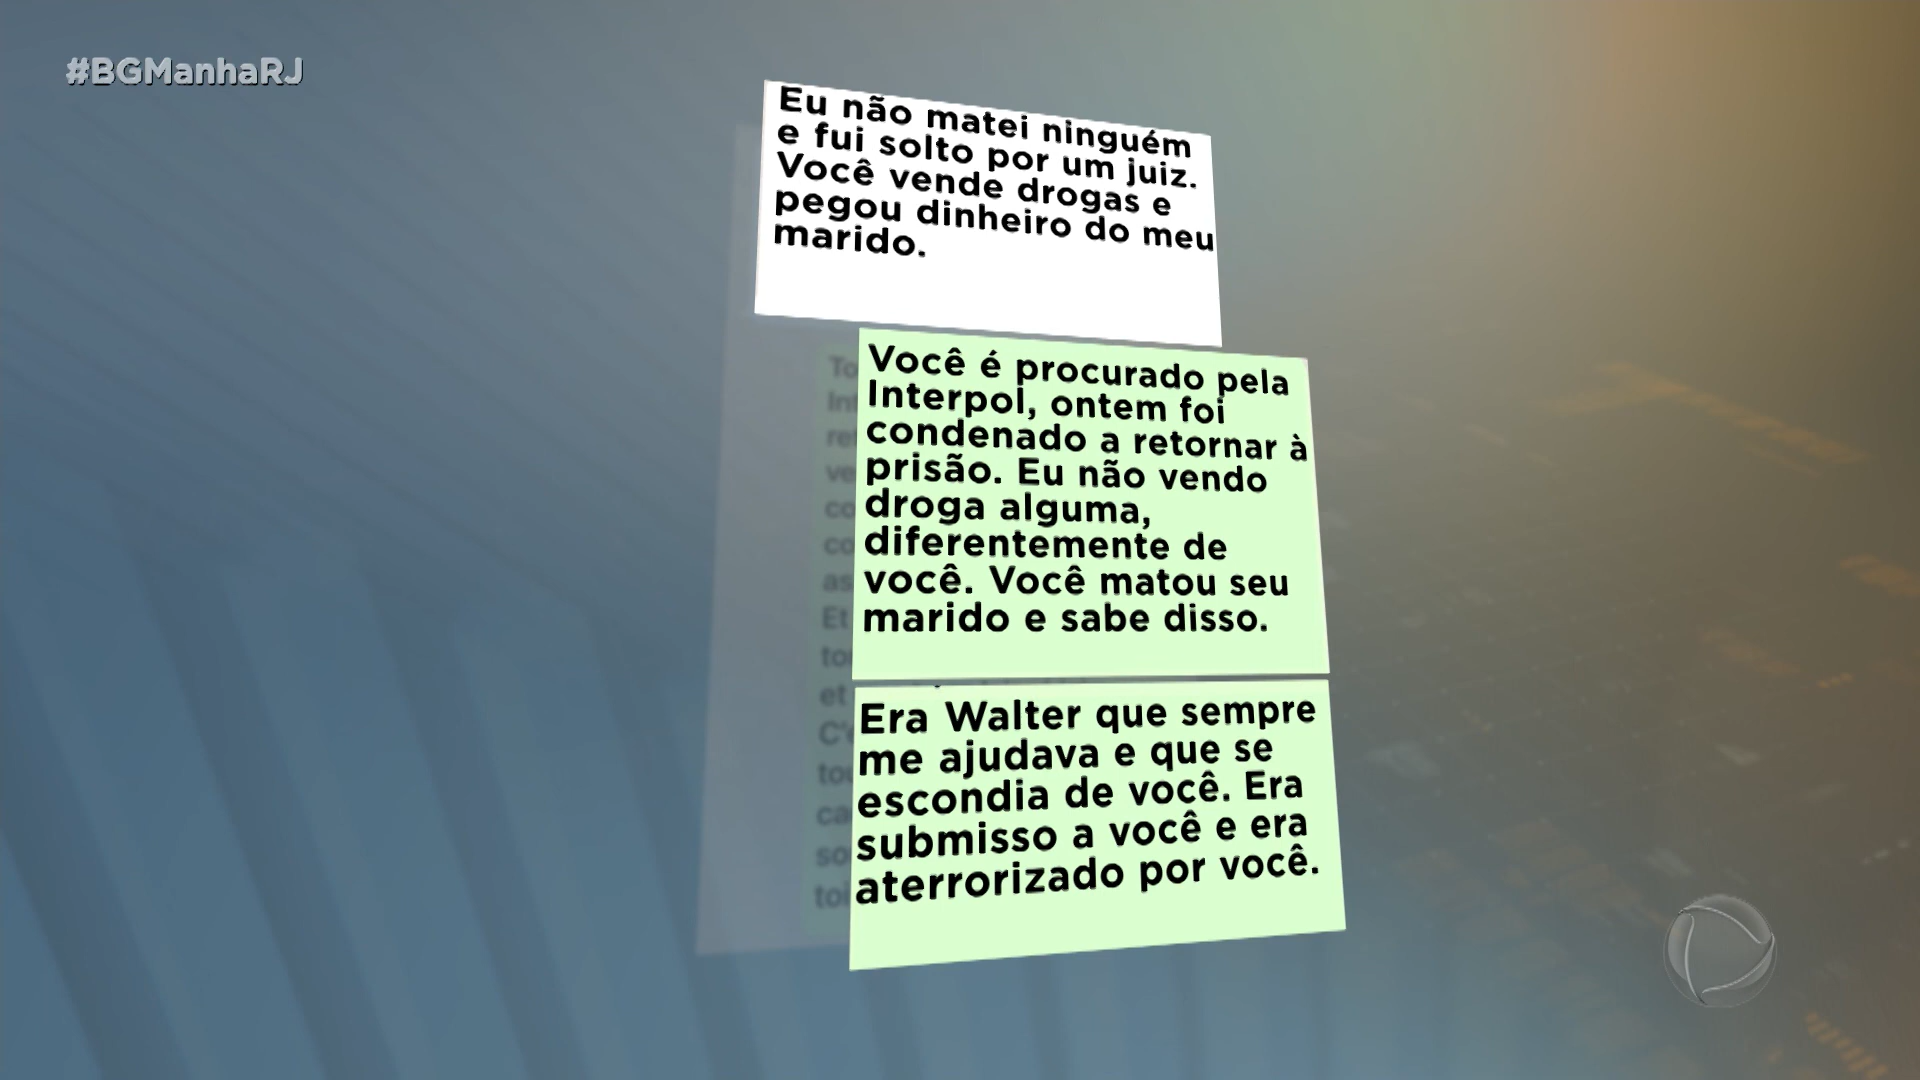 #BGManhaRJ
Eu não matei ninguém
e fui solto por um juiz.
Você vende drogas e
pegou dinheiro do meu
marido.
Você é procurado pela
Interpol, ontem foi
condenado a retornar à
prisão. Eu não vendo
droga alguma,
diferentemente de
você. Você matou seu
marido e sabe disso.
Era Walter que sempre
me ajudava e que se
escondia de você. Era
submisso a você e era
aterrorizado por você.